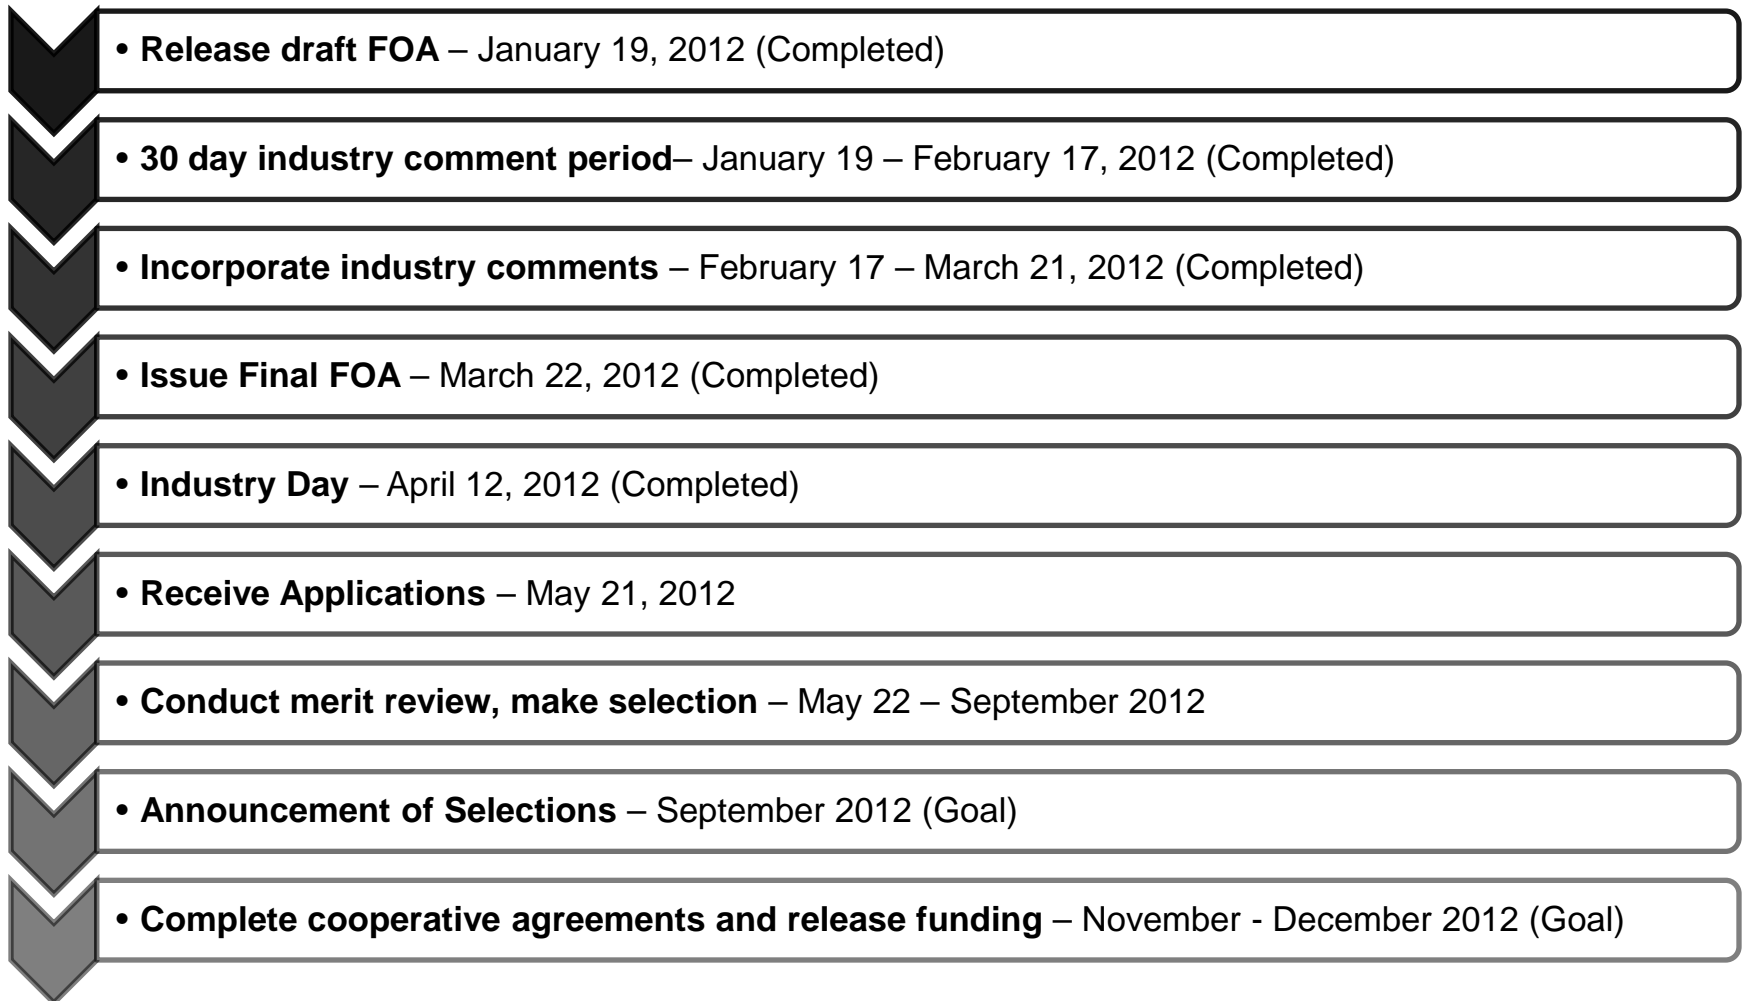 • Release draft FOA – January 19, 2012 (Completed)
• 30 day industry comment period– January 19 – February 17, 2012 (Completed)
• Incorporate industry comments – February 17 – March 21, 2012 (Completed)
• Issue Final FOA – March 22, 2012 (Completed)
• Industry Day – April 12, 2012 (Completed)
• Receive Applications – May 21, 2012
• Conduct merit review, make selection – May 22 – September 2012
• Announcement of Selections – September 2012 (Goal)
• Complete cooperative agreements and release funding – November - December 2012 (Goal)